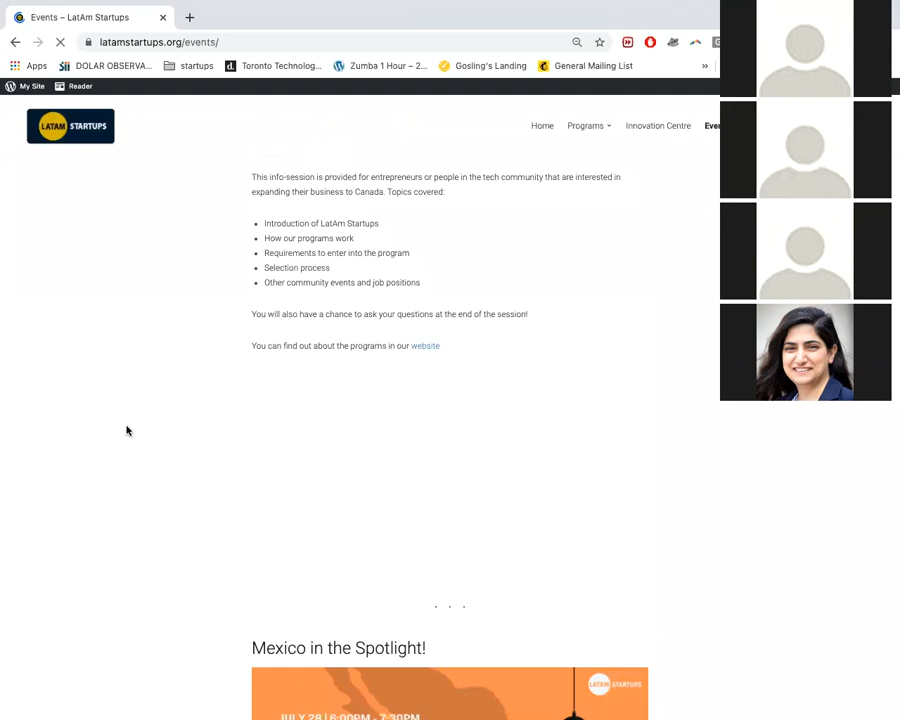 Events – LatAm Startups
latamstartups.org/events/
Apps
DOLAR OBSERVA...
startups
Toronto Technolog...
Zumba 1 Hour – 2...
Gosling's Landing
General Mailing List
»
My Site
Reader
LATAM STARTUPS
Home
Programs
Innovation Centre
This info-session is provided for entrepreneurs or people in the tech community that are interested in
expanding their business to Canada. Topics covered:
• Introduction of LatAm Startups
• How our programs work
• Requirements to enter into the program
• Selection process
• Other community events and job positions
You will also have a chance to ask your questions at the end of the session!
You can find out about the programs in our website
. . .
Mexico in the Spotlight!
LATAM STARTUPS
JULY 28 | 6:00PM - 7:30PM